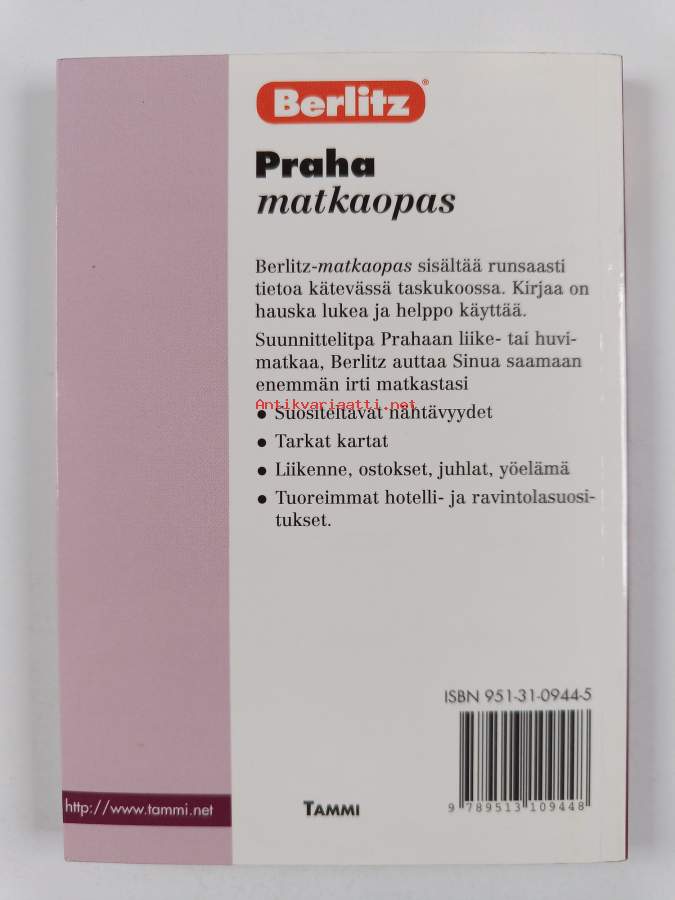 Berlitz®
Praha
matkaopas
Berlitz-matkaopas sisältää runsaasti
tietoa kätevässä taskukoossa. Kirjaa on
hauska lukea ja helppo käyttää.
Suunnittelitpa Prahaan liike- tai huvi-
matkaa, Berlitz auttaa Sinua saamaan
enemmän irti matkastasi
Antikvariaatti.net
• Suositeltavat nähtävyydet
• Tarkat kartat
• Liikenne, ostokset, juhlat, yöelämä
• Tuoreimmat hotelli- ja ravintolasuosi-
tukset.
ISBN 951-31-0944-5
9 789513 109448
http://www.tammi.net
TAMMI